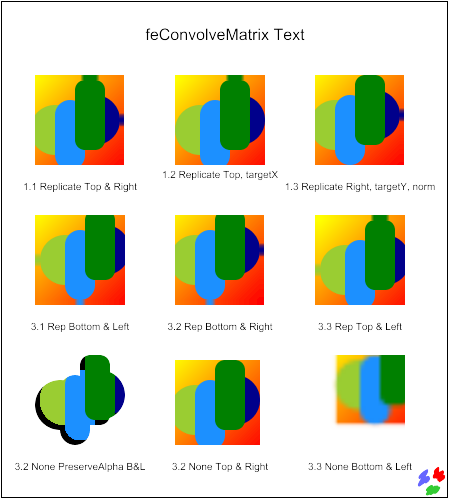 feConvolveMatrix Text
1.1 Replicate Top & Right
1.2 Replicate Top, targetX
1.3 Replicate Right, targetY, norm
3.1 Rep Bottom & Left
3.2 Rep Bottom & Right
3.3 Rep Top & Left
3.2 None PreserveAlpha B&L
3.2 None Top & Right
3.3 None Bottom & Left